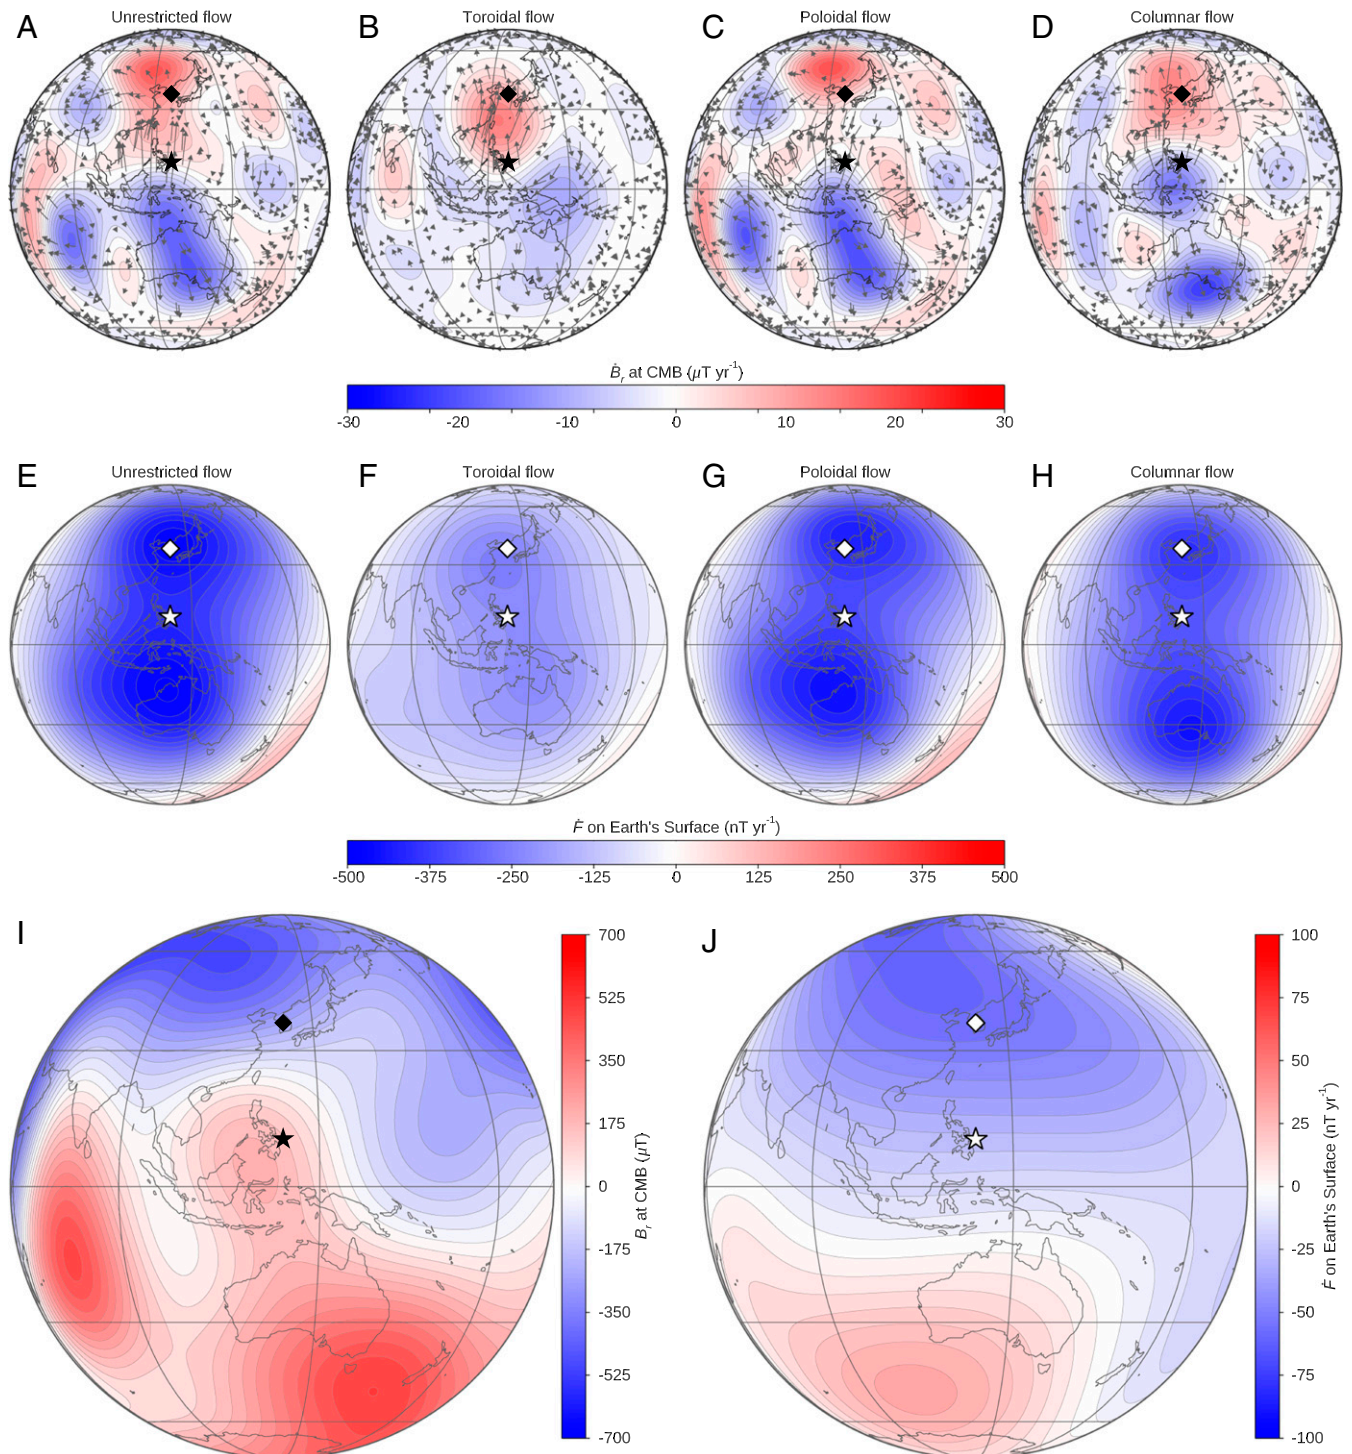 A Unrestricted flow B Toroidal flow C Poloidal flow D Columnar flow
Ḃr at CMB (μT yr-1)
-30 -20 -10 0 10 20 30
E Unrestricted flow F Toroidal flow G Poloidal flow H Columnar flow
Ḟ on Earth's Surface (nT yr-1)
-500 -375 -250 -125 0 125 250 375 500
I
700
525
350
175
0
-175
-350
-525
-700
Br at CMB (μT)
J
100
75
50
25
0
-25
-50
-75
-100
Ḟ on Earth's Surface (nT yr-1)